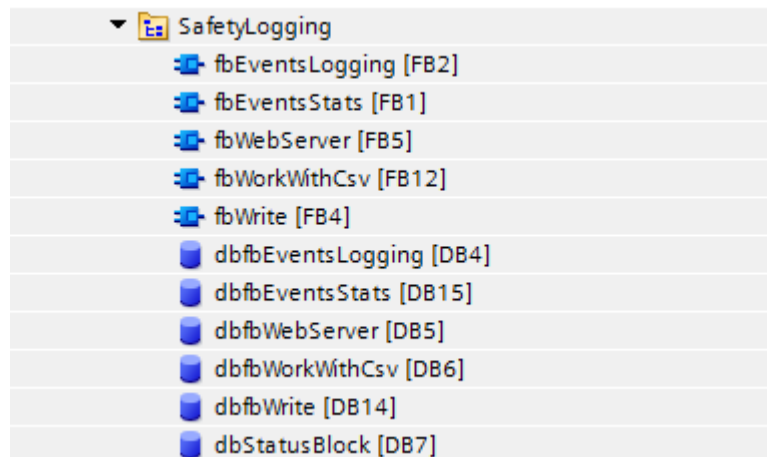 SafetyLogging
fbEventsLogging [FB2]
fbEventsStats [FB1]
fbWebServer [FB5]
fbWorkWithCsv [FB12]
fbWrite [FB4]
dbfbEventsLogging [DB4]
dbfbEventsStats [DB15]
dbfbWebServer [DB5]
dbfbWorkWithCsv [DB6]
dbfbWrite [DB14]
dbStatusBlock [DB7]